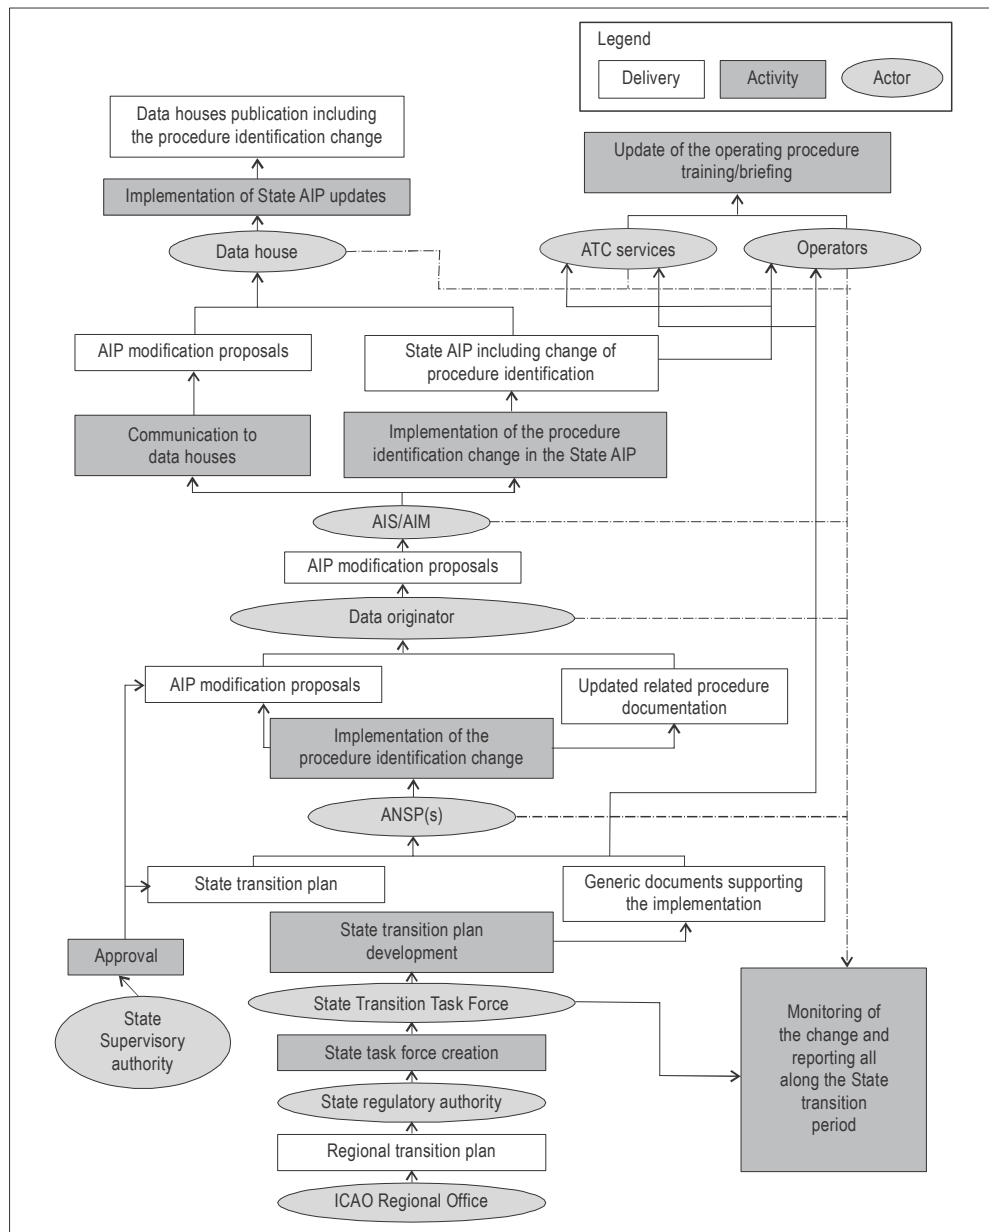 Legend
Delivery
Activity
Actor
Data houses publication including
the procedure identification change
Update of the operating procedure
training/briefing
Implementation of State AIP updates
Data house
ATC services
Operators
AIP modification proposals
State AIP including change of
procedure identification
Communication to
data houses
Implementation of the procedure
identification change in the State AIP
AIS/AIM
AIP modification proposals
Data originator
AIP modification proposals
Updated related procedure
documentation
Implementation of the
procedure identification change
ANSP(s)
State transition plan
Generic documents supporting
the implementation
State transition plan
development
Approval
State Transition Task Force
State
Supervisory
authority
Monitoring of
the change and
reporting all
along the State
transition
period
State task force creation
State regulatory authority
Regional transition plan
ICAO Regional Office